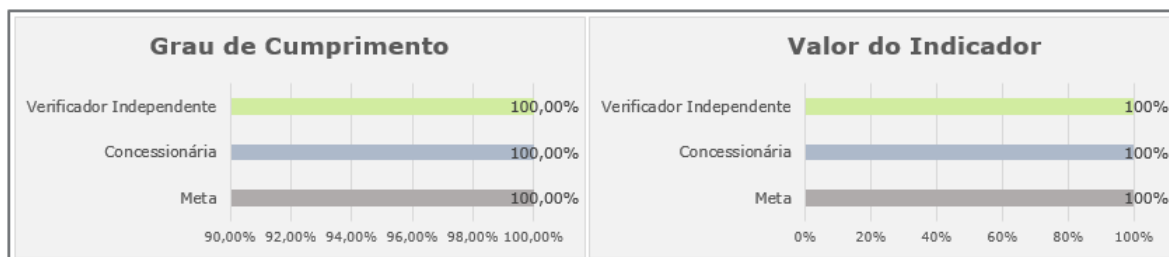 Grau de Cumprimento
Verificador Independente 100,00%
Concessionária 100,00%
Meta 100,00%
90,00% 92,00% 94,00% 96,00% 98,00% 100,00%
Valor do Indicador
Verificador Independente 100%
Concessionária 100%
Meta 100%
0% 20% 40% 60% 80% 100%